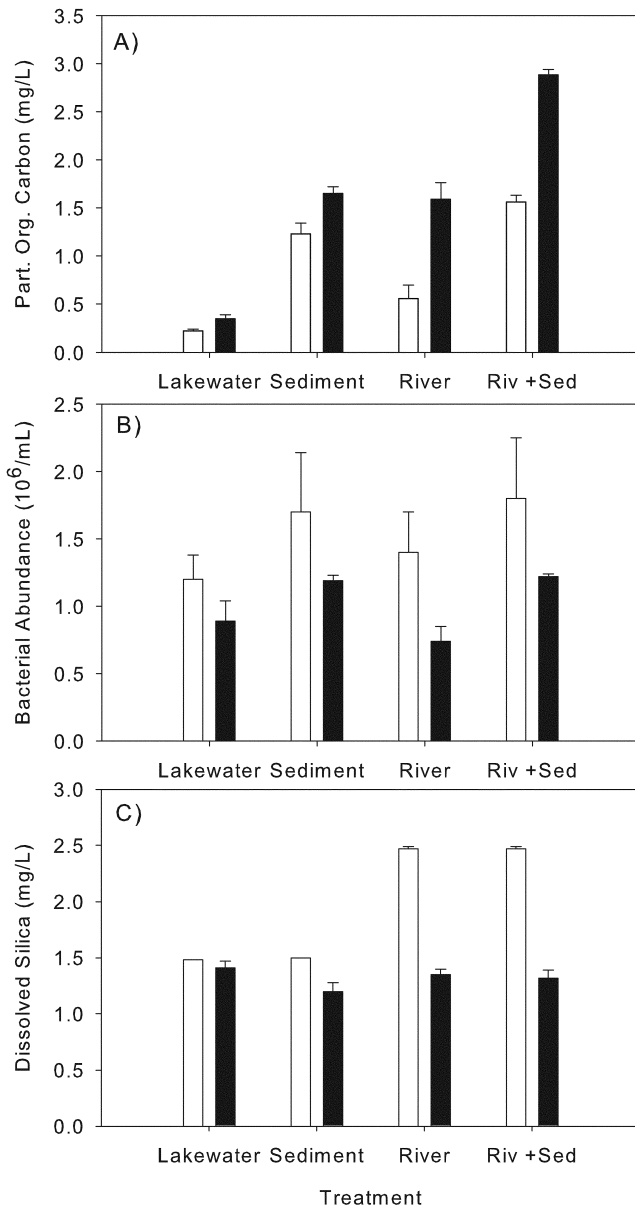 A)
Part. Org. Carbon (mg/L)
3.5
3.0
2.5
2.0
1.5
1.0
0.5
0.0
Lakewater Sediment River Riv +Sed
B)
Bacterial Abundance (10^6/mL)
2.5
2.0
1.5
1.0
0.5
0.0
Lakewater Sediment River Riv +Sed
C)
Dissolved Silica (mg/L)
3.0
2.5
2.0
1.5
1.0
0.5
0.0
Lakewater Sediment River Riv +Sed
Treatment